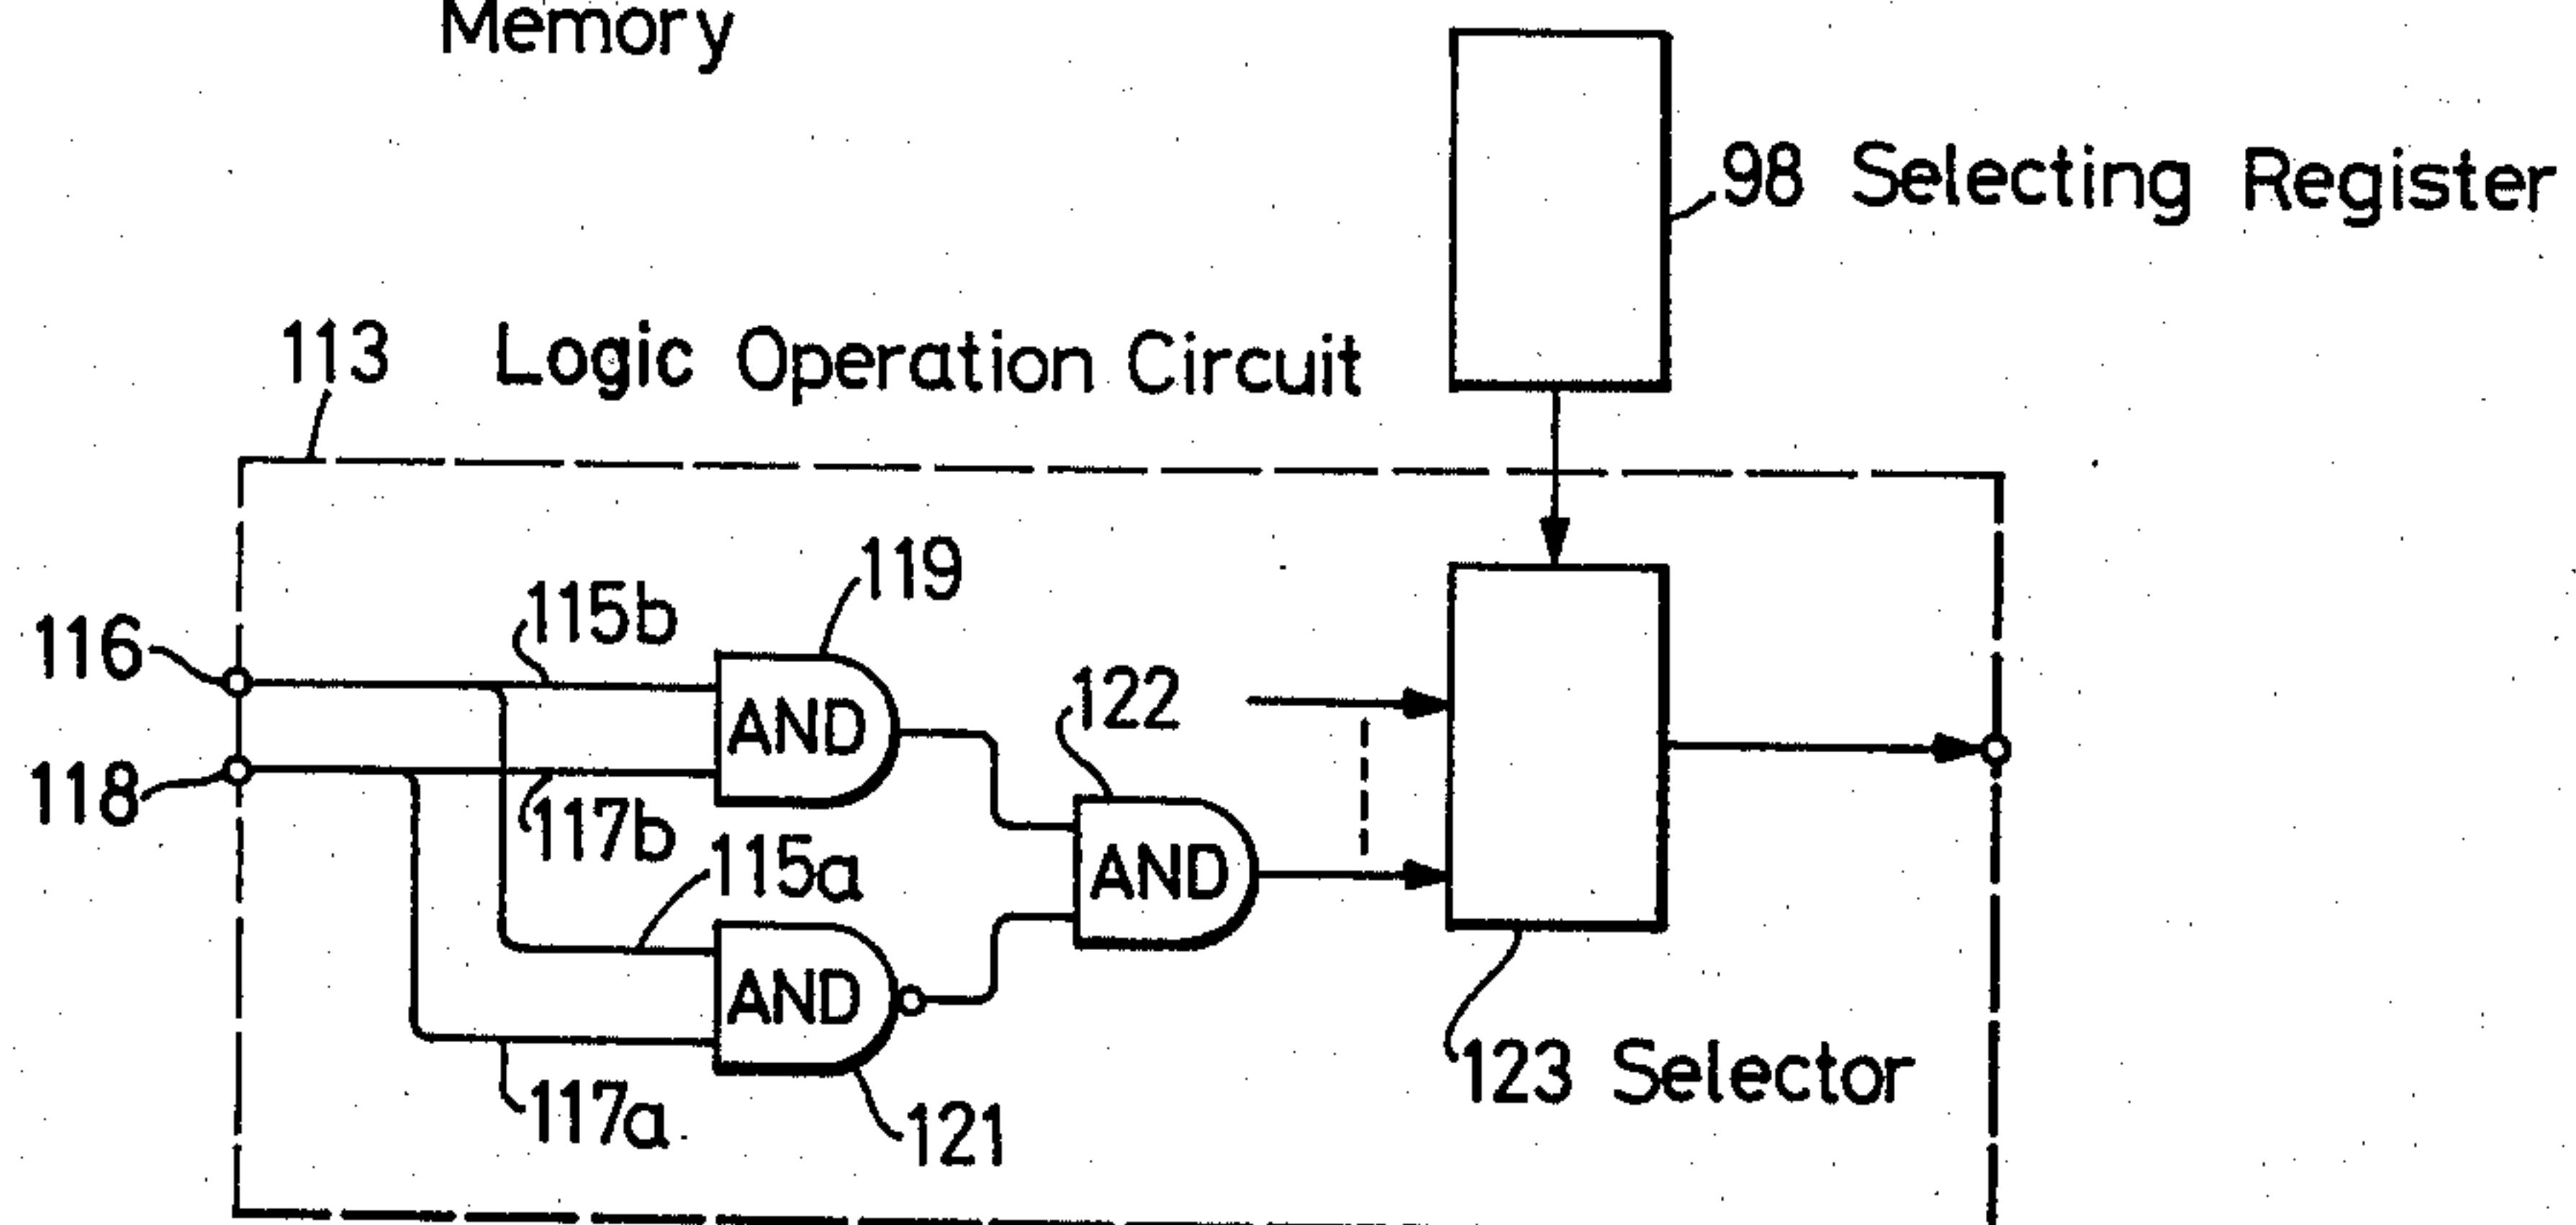 Memory
98 Selecting Register
113 Logic Operation Circuit
119
115b
116
122
AND
118
117b
115a
AND
AND
123 Selector
117a
121